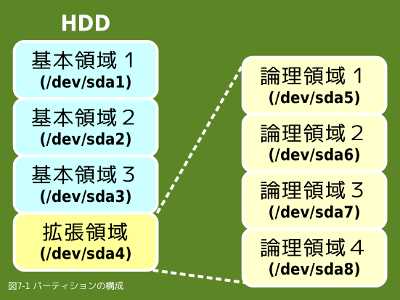 HDD
基本領域１
(/dev/sda1)
基本領域２
(/dev/sda2)
基本領域３
(/dev/sda3)
拡張領域
(/dev/sda4)
論理領域１
(/dev/sda5)
論理領域２
(/dev/sda6)
論理領域３
(/dev/sda7)
論理領域４
(/dev/sda8)
図7-1 パーティションの構成